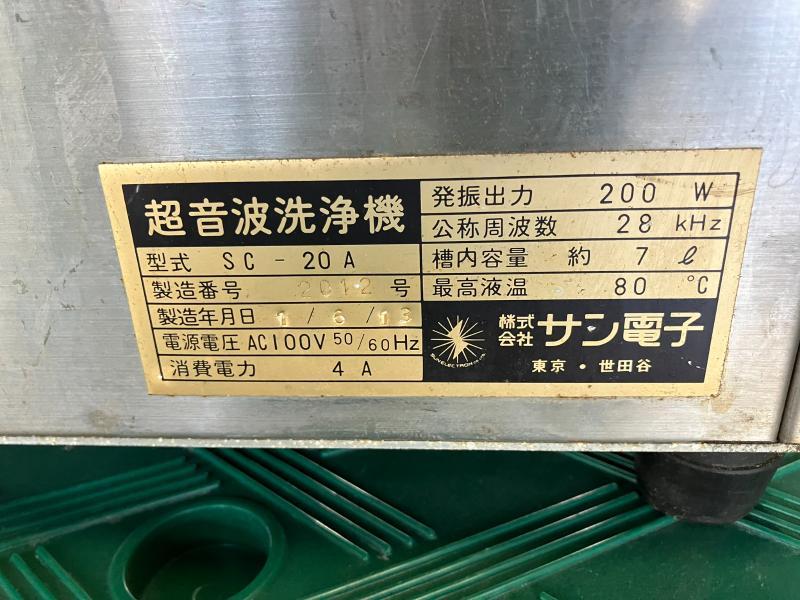 超音波洗浄機
型式 SC-20A
製造番号 2012 号
製造年月日 1/6/13
電源電圧 AC100V 50/60Hz
消費電力 4A
発振出力 200 W
公称周波数 28 kHz
槽内容量 約 7 ℓ
最高液温 80 ℃
株式会社 サン電子
東京・世田谷